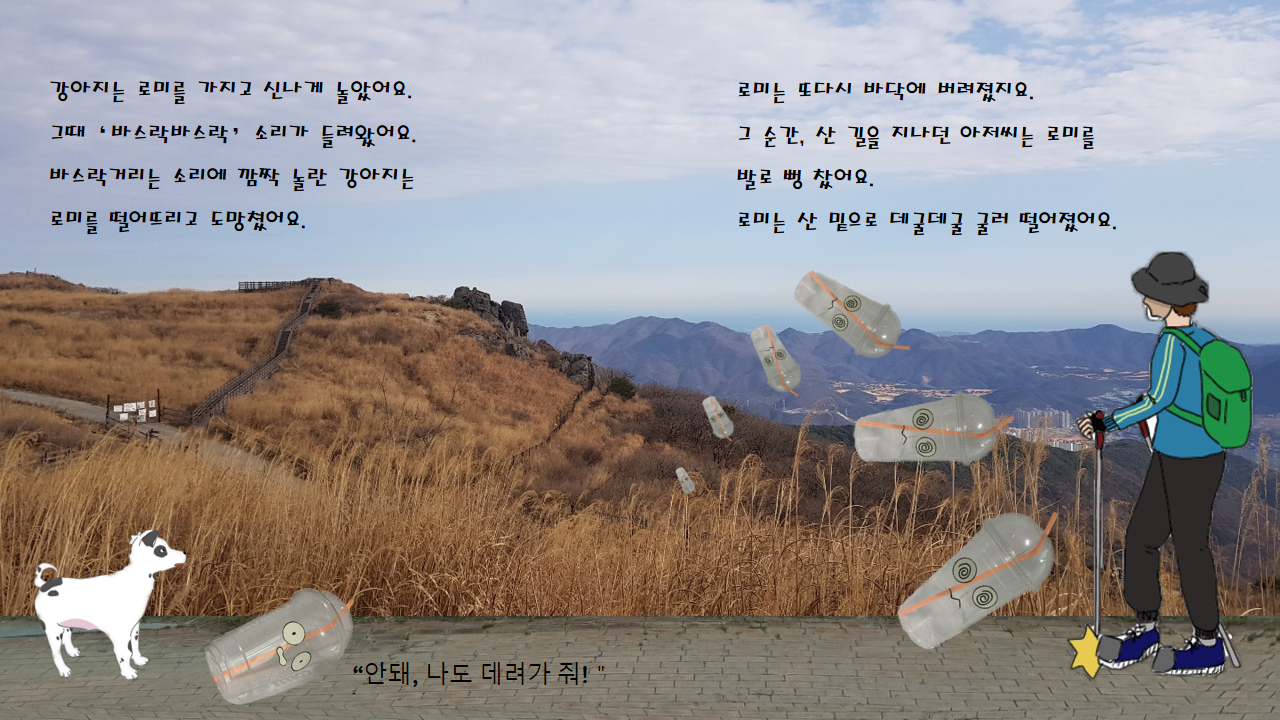 강아지는 로미를 가지고 신나게 놀았어요.
그때 ‘바스락바스락’ 소리가 들려왔어요.
바스락거리는 소리에 깜짝 놀란 강아지는
로미를 떨어뜨리고 도망쳤어요.
로미는 또다시 바닥에 버려졌지요.
그 순간, 산 길을 지나던 아저씨는 로미를
발로 뻥 찼어요.
로미는 산 밑으로 데굴데굴 굴러 떨어졌어요.
“안돼, 나도 데려가 줘! "